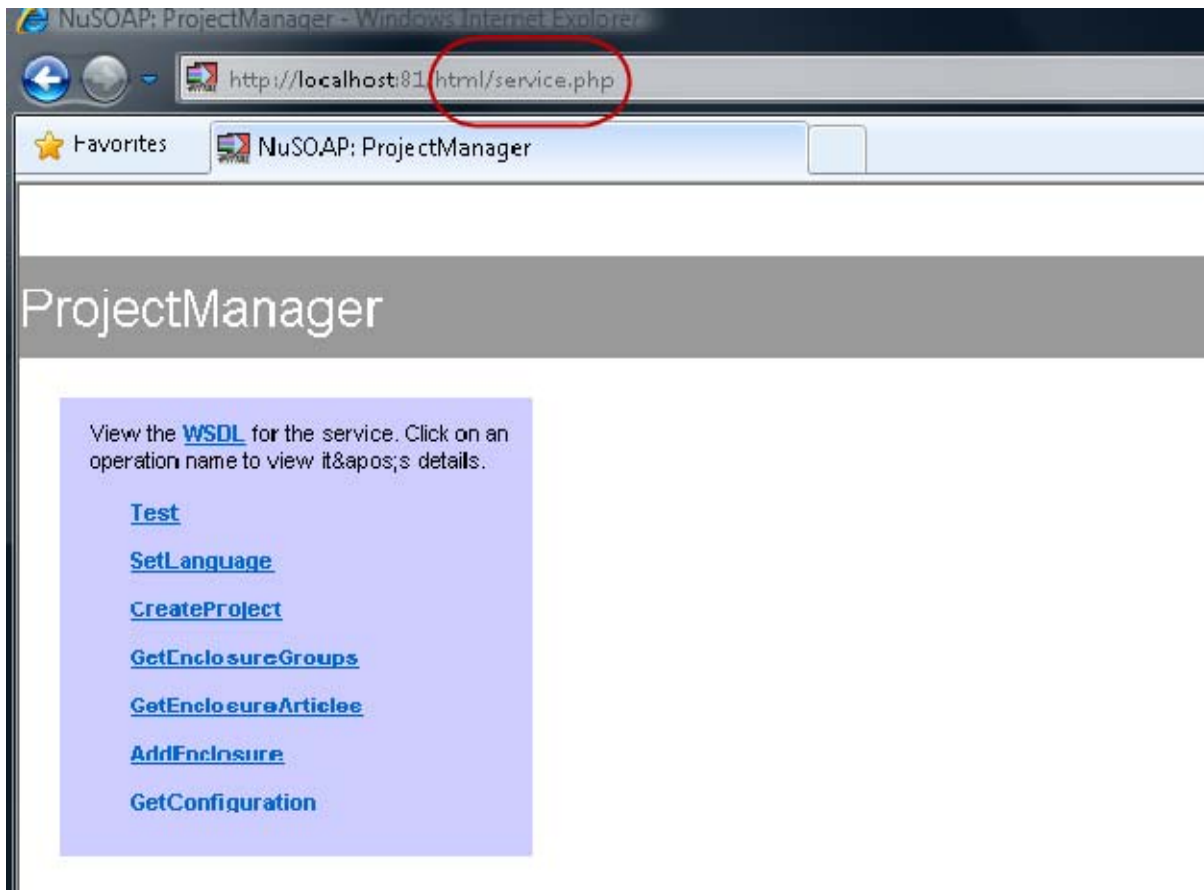 NuSOAP: ProjectManager - Windows Internet Explorer
http://localhost:81/html/service.php
Favorites
NuSOAP: ProjectManager
ProjectManager
View the WSDL for the service. Click on an
operation name to view it&apos;s details.
Test
SetLanguage
CreateProject
GetEnclosureGroups
GetEnclosureArticles
AddEnclosure
GetConfiguration